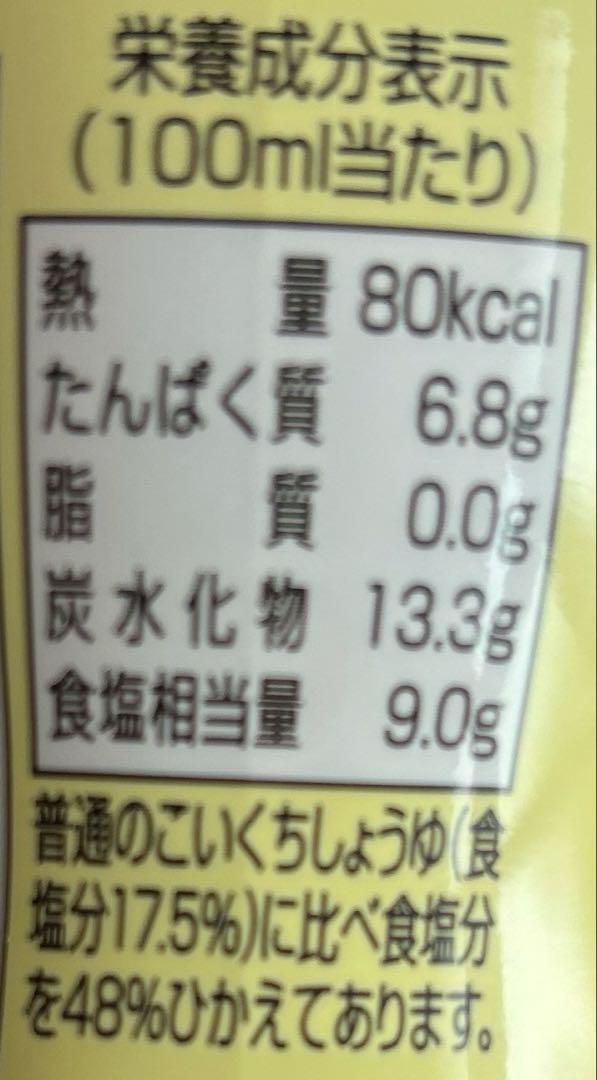 栄養成分表示
(100ml当たり)
熱量 80kcal
たんぱく質 6.8g
脂質 0.0g
炭水化物 13.3g
食塩相当量 9.0g
普通のこいくちしょうゆ(食
塩分17.5%)に比べ食塩分
を48%ひかえてあります。